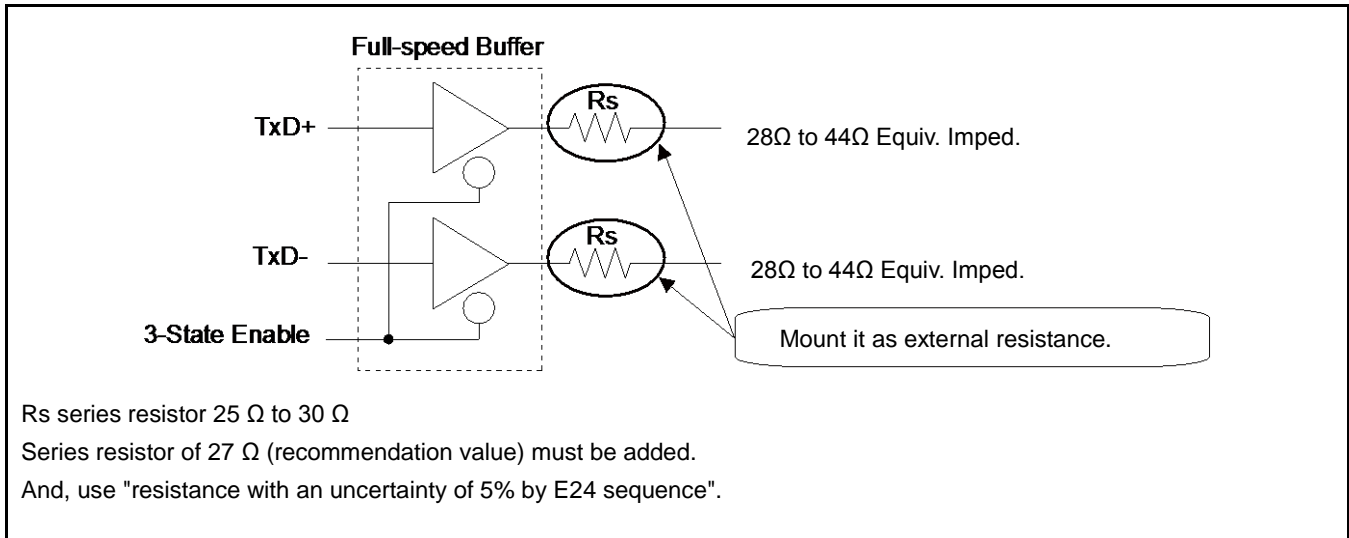 Full-speed Buffer
Rs
TxD+
28Ω to 44Ω Equiv. Imped.
Rs
TxD-
28Ω to 44Ω Equiv. Imped.
3-State Enable
Mount it as external resistance.
Rs series resistor 25 Ω to 30 Ω
Series resistor of 27 Ω (recommendation value) must be added.
And, use "resistance with an uncertainty of 5% by E24 sequence".